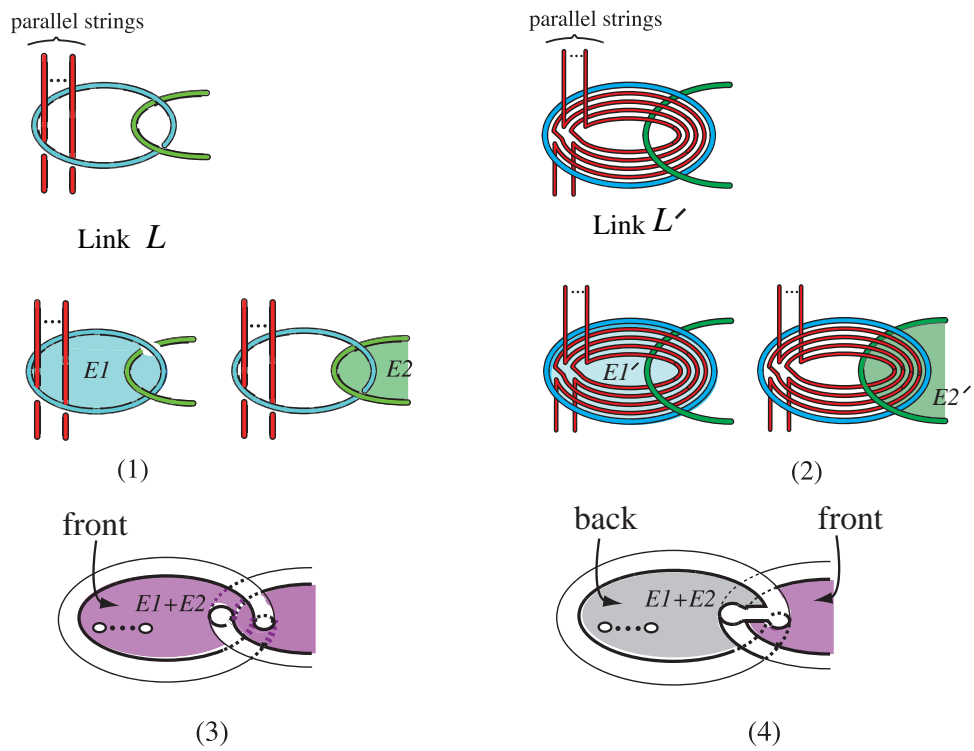 parallel strings
...
Link L
parallel strings
...
Link L′
...
E1
...
E2
(1)
...
E1′
...
E2′
(2)
front
E1+E2
(3)
back
front
E1+E2
(4)